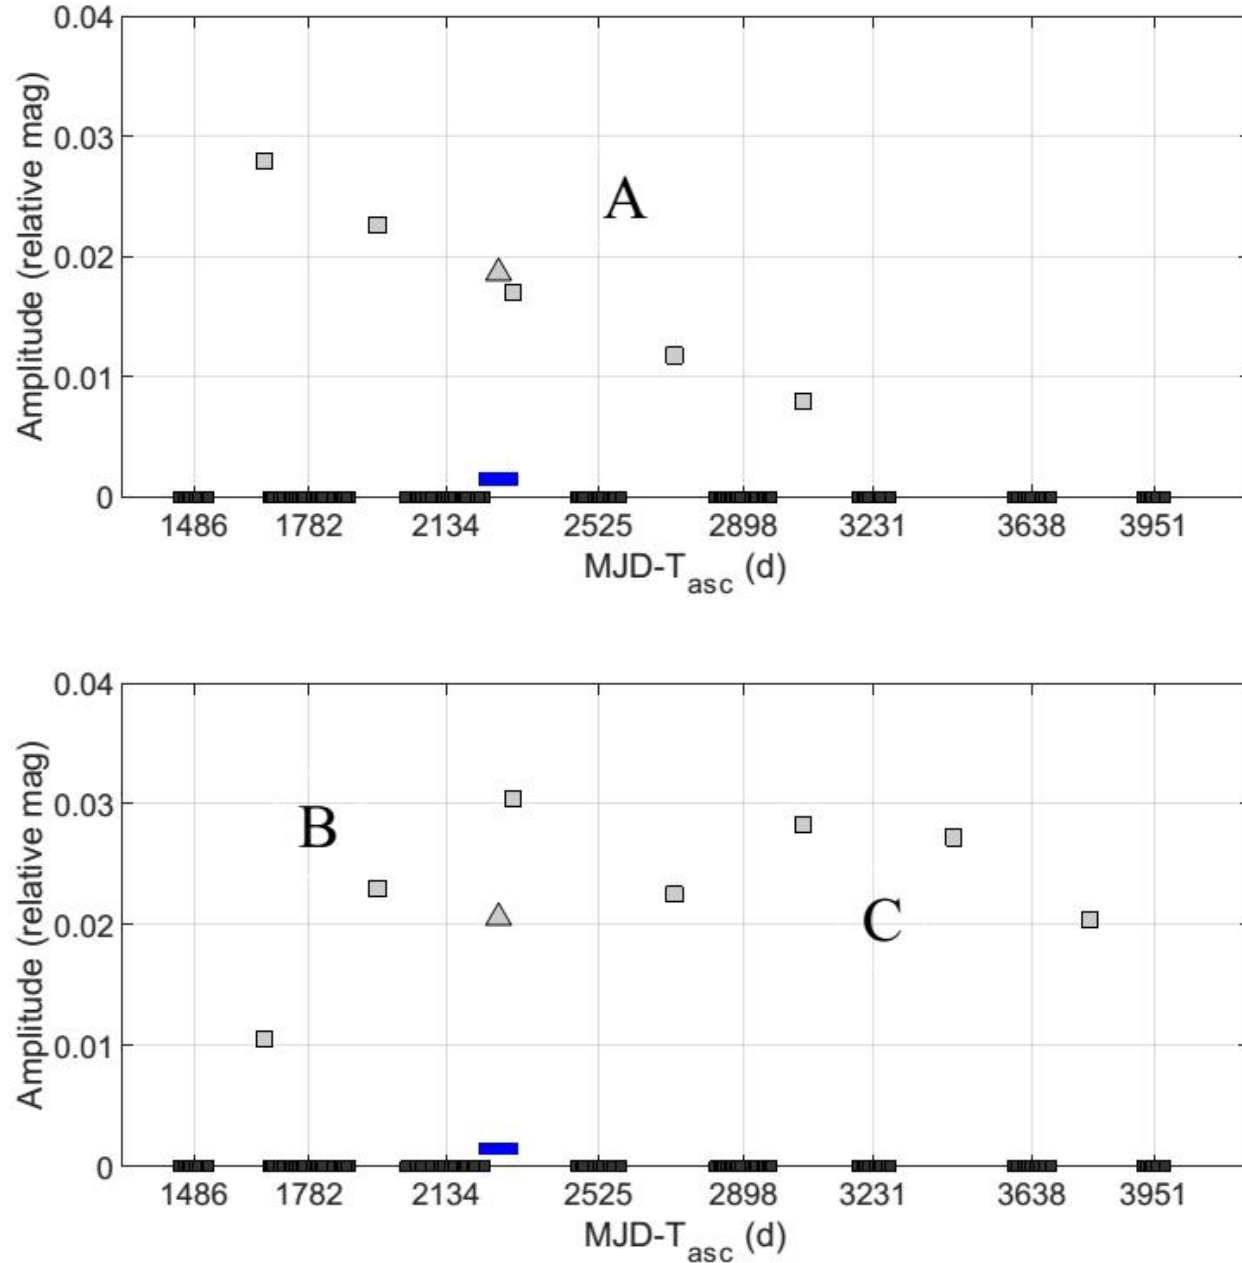 0.04
0.03
0.02
0.01
0
Amplitude (relative mag)
A
1486 1782 2134 2525 2898 3231 3638 3951
MJD-T_asc (d)
0.04
0.03
0.02
0.01
0
Amplitude (relative mag)
B
C
1486 1782 2134 2525 2898 3231 3638 3951
MJD-T_asc (d)